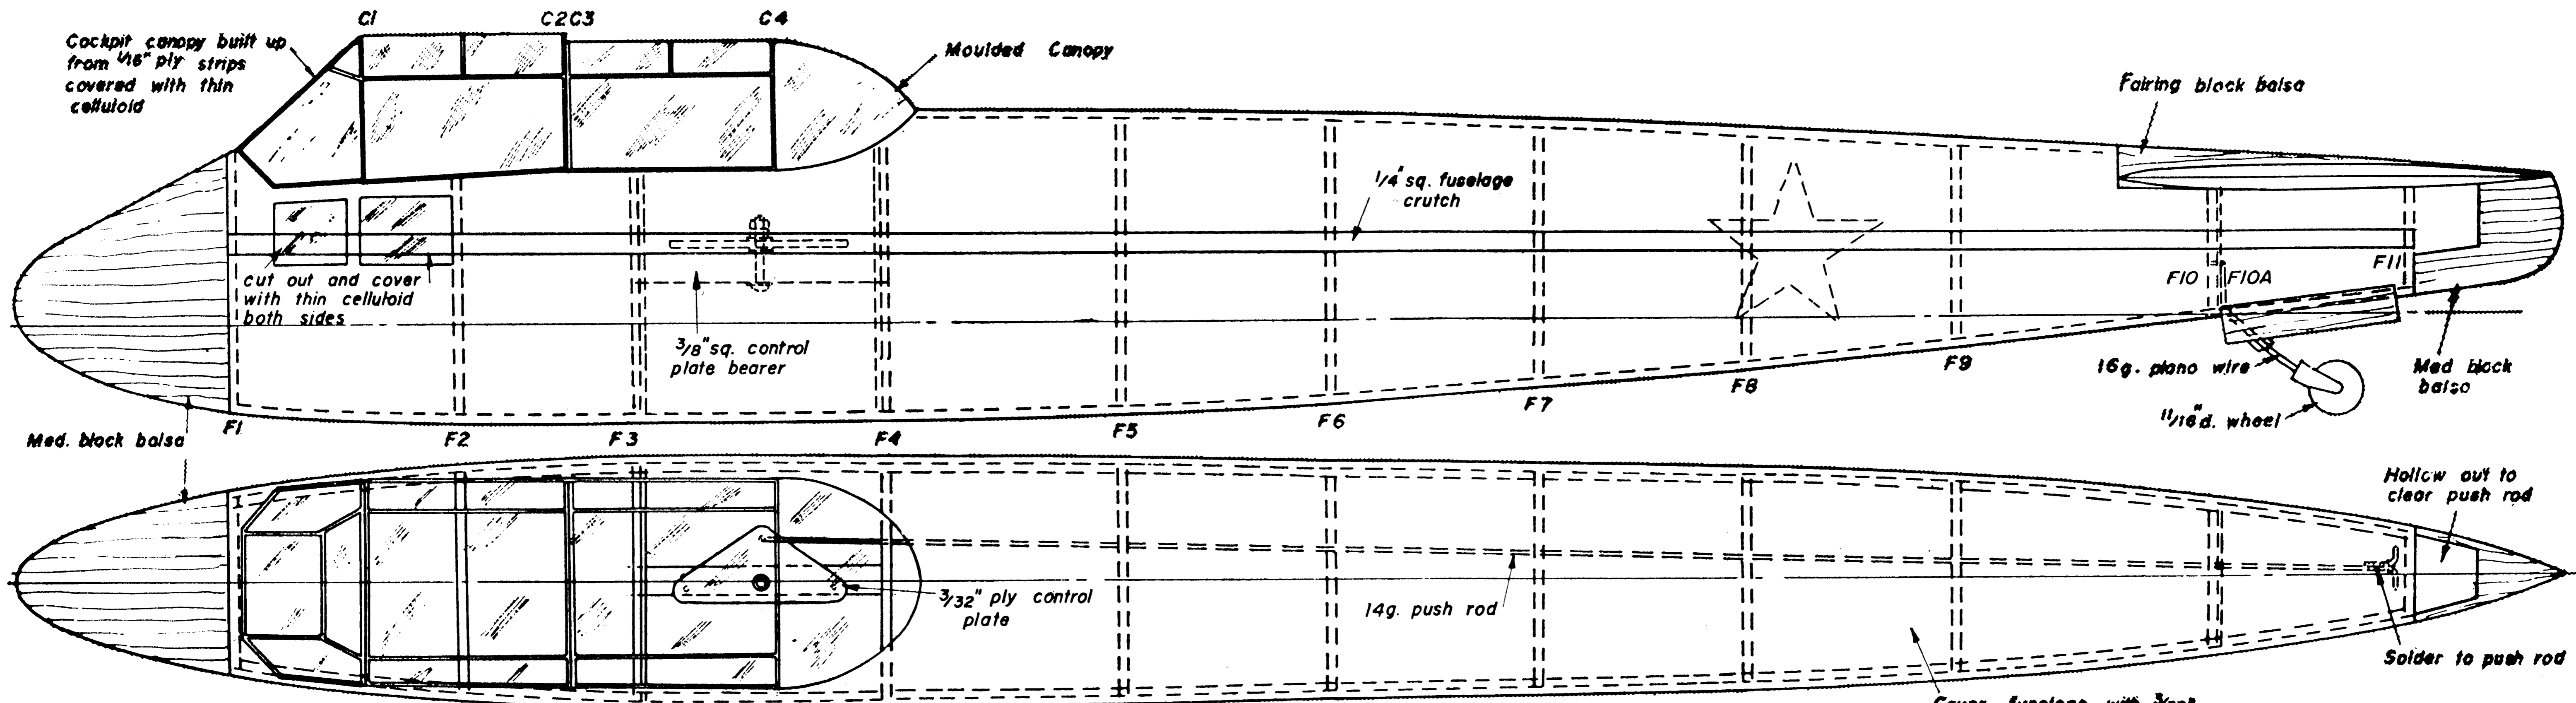 C1
C2C3
C4
Cockpit canopy built up
from 1/16" ply strips
covered with thin
celluloid
Moulded Canopy
Fairing block balsa
1/4" sq. fuselage
crutch
cut out and cover
with thin celluloid
both sides
3/8" sq. control
plate bearer
F10
F10A
F11
16g. piano wire
Med block
balsa
11/16" d. wheel
Med. block balsa
F1
F2
F3
F4
F5
F6
F7
F8
F9
Hollow out to
clear push rod
3/32" ply control
plate
14g. push rod
Solder to push rod
Cover fuselage with